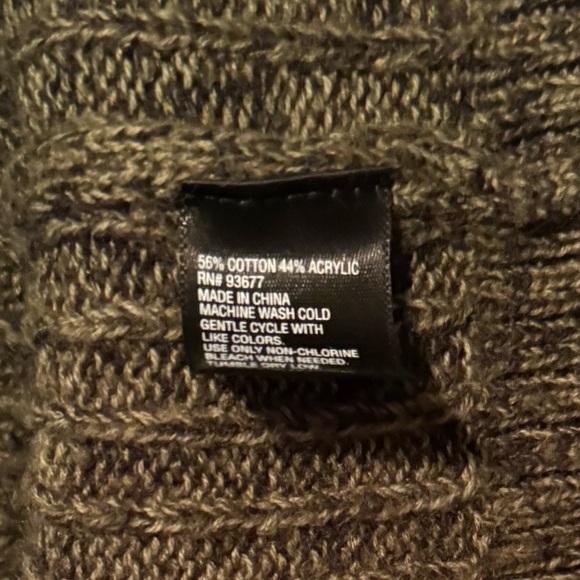 56% COTTON 44% ACRYLIC
RN# 93677
MADE IN CHINA
MACHINE WASH COLD
GENTLE CYCLE WITH
LIKE COLORS.
USE ONLY NON-CHLORINE
BLEACH WHEN NEEDED.
TUMBLE DRY LOW